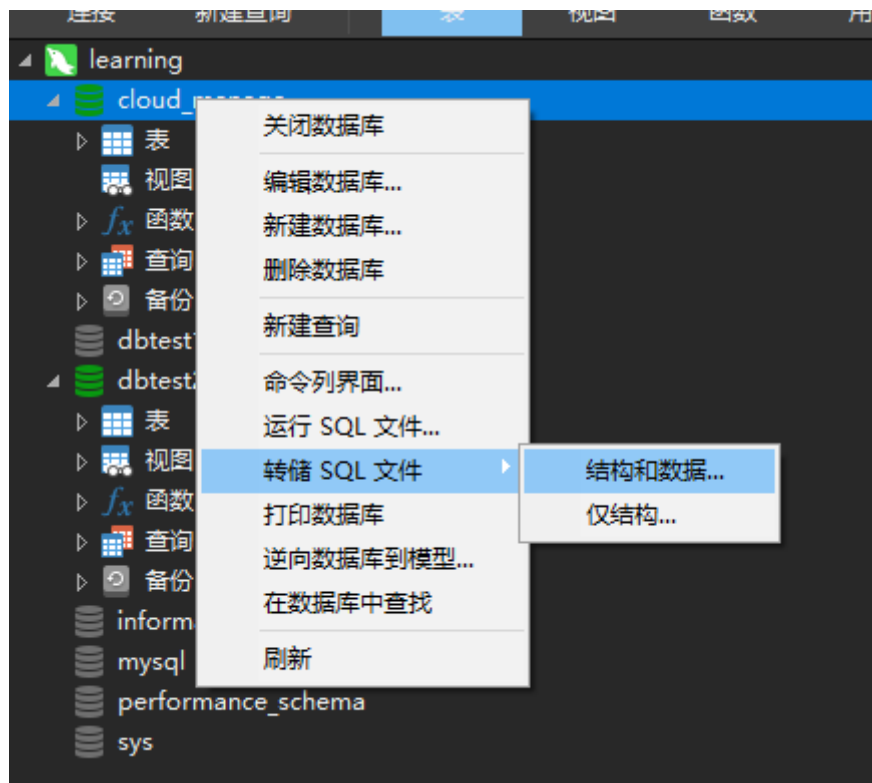 连接 新建查询 表 视图 函数
learning
cloud_manage
表
视图
函数
查询
备份
dbtest
dbtest2
表
视图
函数
查询
备份
inform
mysql
performance_schema
sys
关闭数据库
编辑数据库...
新建数据库...
删除数据库
新建查询
命令列界面...
运行 SQL 文件...
转储 SQL 文件
打印数据库
逆向数据库到模型...
在数据库中查找
刷新
结构和数据...
仅结构...